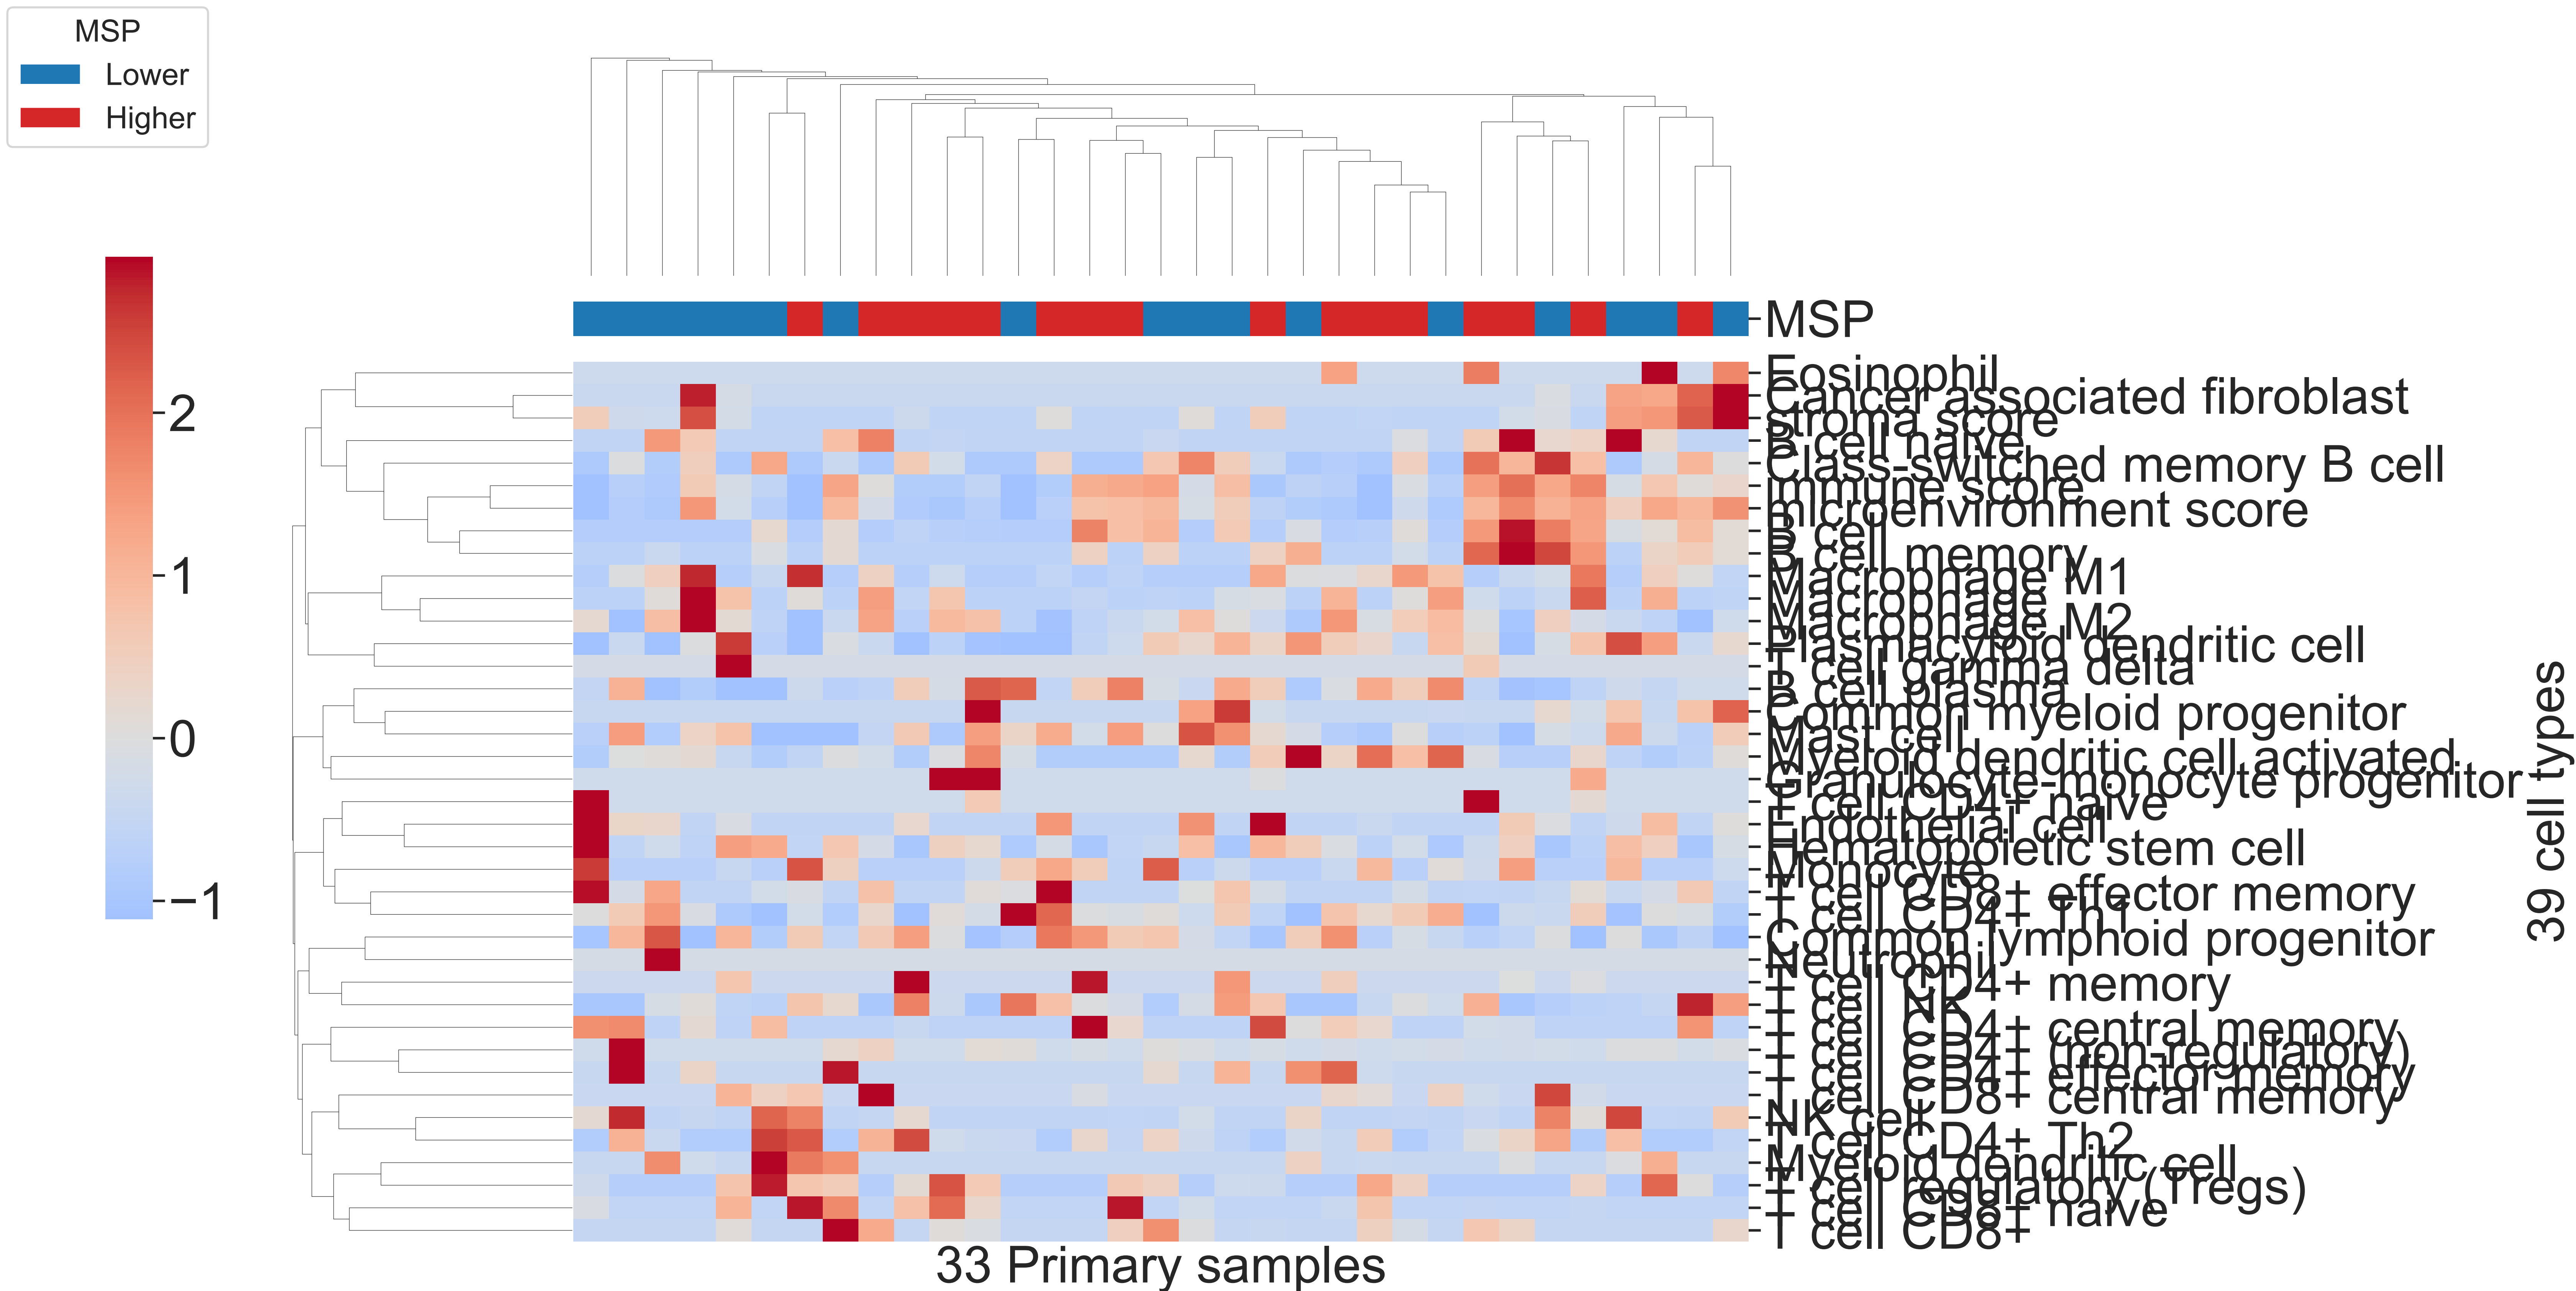 MSP
Lower
Higher
2
1
0
−1
MSP
Eosinophil
Cancer associated fibroblast
stroma score
B cell naive
Class-switched memory B cell
immune score
microenvironment score
B cell
B cell memory
Macrophage M1
Macrophage
Macrophage M2
Plasmacytoid dendritic cell
T cell gamma delta
B cell plasma
Common myeloid progenitor
Mast cell
Myeloid dendritic cell activated
Granulocyte-monocyte progenitor
T cell CD4+ naive
Endothelial cell
Hematopoietic stem cell
Monocyte
T cell CD8+ effector memory
T cell CD4+ Th1
Common lymphoid progenitor
Neutrophil
T cell CD4+ memory
T cell NK
T cell CD4+ central memory
T cell CD4+ (non-regulatory)
T cell CD4+ effector memory
T cell CD8+ central memory
NK cell
T cell CD4+ Th2
Myeloid dendritic cell
T cell regulatory (Tregs)
T cell CD8+ naive
T cell CD8+
39 cell types
33 Primary samples